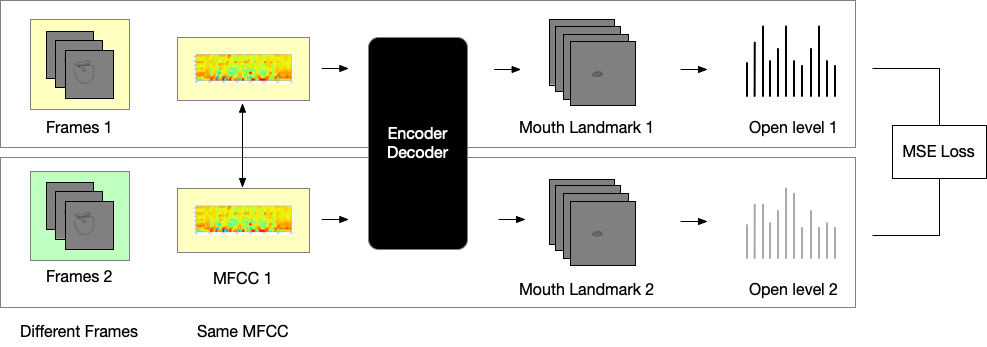 Frames 1
Encoder
Decoder
Mouth Landmark 1
Open level 1
MSE Loss
Frames 2
MFCC 1
Mouth Landmark 2
Open level 2
Different Frames
Same MFCC